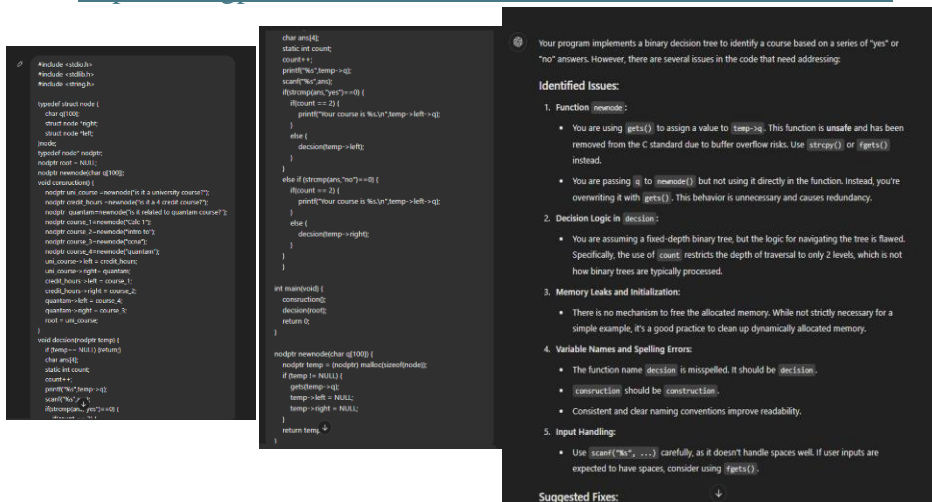 #include <stdio.h>
#include <stdlib.h>
#include <string.h>
typedef struct node {
char q[100];
struct node *right;
struct node *left;
}node;
typedef node* nodptr;
nodptr root = NULL;
nodptr newnode(char q[100]);
void consruction() {
nodptr uni_course =newnode("is it a university course?");
nodptr credit_hours =newnode("is it a 4 credit course?");
nodptr quantam=newnode("is it related to quantam course?");
nodptr course_1=newnode("Calc 1");
nodptr course_2=newnode("intro to");
nodptr course_3=newnode("ccna");
nodptr course_4=newnode("quantam");
uni_course->left = credit_hours;
uni_course->right= quantam;
credit_hours->left = course_1;
credit_hours->right = course_2;
quantam->left = course_4;
quantam->right = course_3;
root = uni_course;
}
void decsion(nodptr temp) {
if (temp== NULL) {return;}
char ans[4];
static int count;
count++;
printf("%s",temp->q);
scanf("%s",
if(strcmp(ans,"yes")==0) {
char ans[4];
static int count;
count++;
printf("%s",temp->q);
scanf("%s",ans);
if(strcmp(ans,"yes")==0) {
if(count == 2) {
printf("Your course is %s.\n",temp->left->q);
}
else {
decsion(temp->left);
}
}
else if (strcmp(ans,"no")==0) {
if(count == 2) {
printf("Your course is %s.\n",temp->left->q);
}
else {
decsion(temp->right);
}
}
}
int main(void) {
consruction();
decsion(root);
return 0;
}
nodptr newnode(char q[100]) {
nodptr temp = (nodptr) malloc(sizeof(node));
if (temp != NULL) {
gets(temp->q);
temp->left = NULL;
temp->right = NULL;
}
return temp
}
Your program implements a binary decision tree to identify a course based on a series of "yes" or
"no" answers. However, there are several issues in the code that need addressing:
Identified Issues:
1. Function newnode:
• You are using gets() to assign a value to temp->q. This function is unsafe and has been
removed from the C standard due to buffer overflow risks. Use strcpy() or fgets()
instead.
• You are passing q to newnode() but not using it directly in the function. Instead, you're
overwriting it with gets(). This behavior is unnecessary and causes redundancy.
2. Decision Logic in decsion:
• You are assuming a fixed-depth binary tree, but the logic for navigating the tree is flawed.
Specifically, the use of count restricts the depth of traversal to only 2 levels, which is not
how binary trees are typically processed.
3. Memory Leaks and Initialization:
• There is no mechanism to free the allocated memory. While not strictly necessary for a
simple example, it's a good practice to clean up dynamically allocated memory.
4. Variable Names and Spelling Errors:
• The function name decsion is misspelled. It should be decision.
• consruction should be construction.
• Consistent and clear naming conventions improve readability.
5. Input Handling:
• Use scanf("%s", ...) carefully, as it doesn't handle spaces well. If user inputs are
expected to have spaces, consider using fgets().
Suggested Fixes: